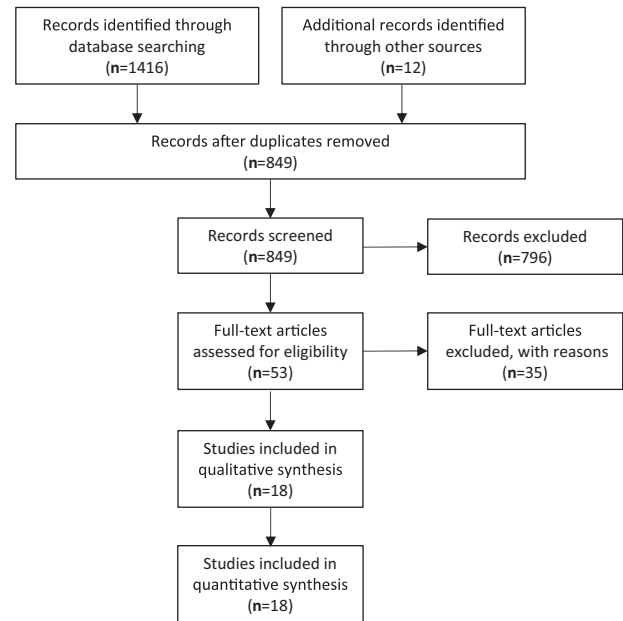 Records identified through
database searching
(n=1416)
Additional records identified
through other sources
(n=12)
Records after duplicates removed
(n=849)
Records screened
(n=849)
Records excluded
(n=796)
Full-text articles
assessed for eligibility
(n=53)
Full-text articles
excluded, with reasons
(n=35)
Studies included in
qualitative synthesis
(n=18)
Studies included in
quantitative synthesis
(n=18)